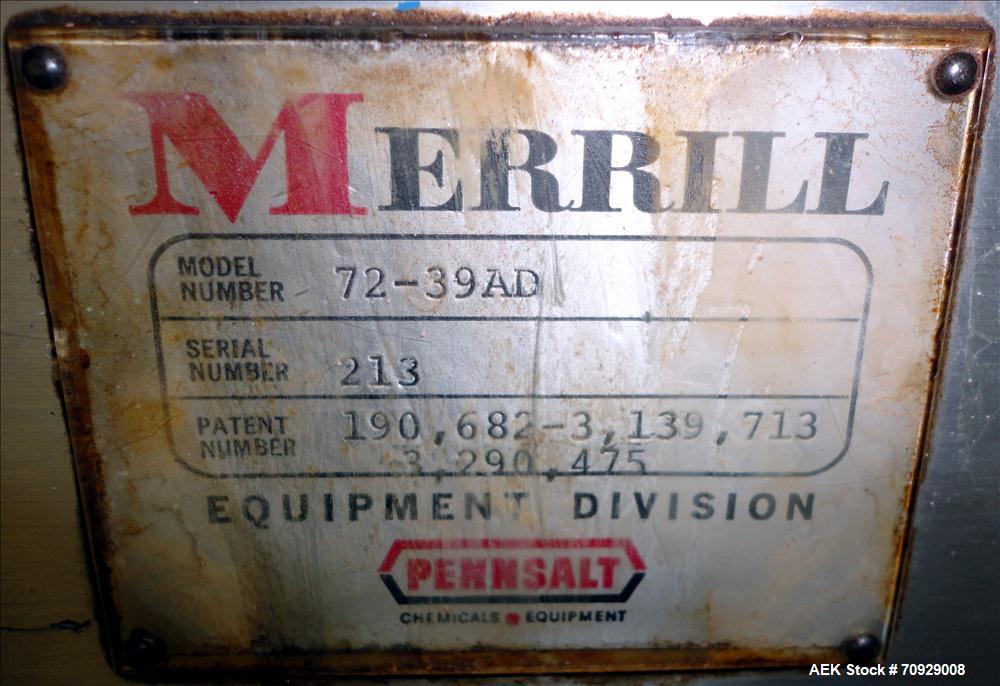 MERRILL
MODEL NUMBER 72-39AD
SERIAL NUMBER 213
PATENT NUMBER 190,682-3,139,713
3,290,475
EQUIPMENT DIVISION
PENNSALT
CHEMICALS • EQUIPMENT
AEK Stock # 70929008